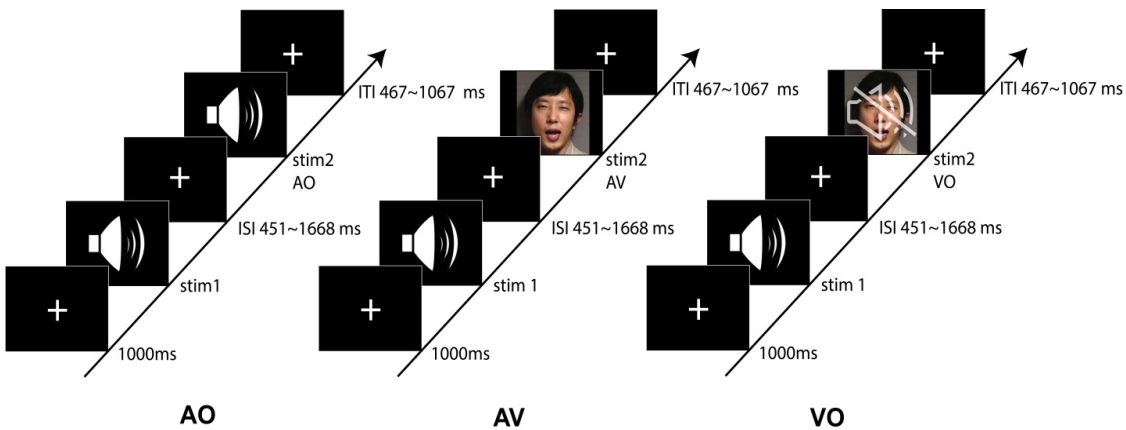 ITI 467~1067 ms
stim2
AO
ISI 451~1668 ms
stim1
1000ms
AO
ITI 467~1067 ms
stim2
AV
ISI 451~1668 ms
stim 1
1000ms
AV
ITI 467~1067 ms
stim2
VO
ISI 451~1668 ms
stim 1
1000ms
VO